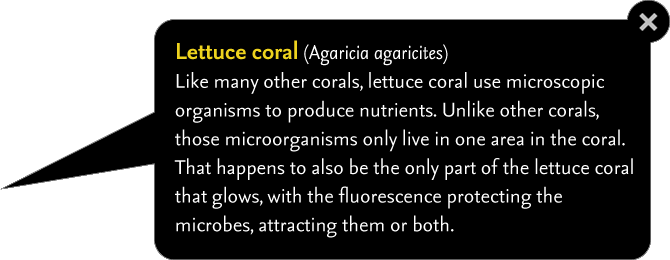 Lettuce coral (Agaricia agaricites)
Like many other corals, lettuce coral use microscopic
organisms to produce nutrients. Unlike other corals,
those microorganisms only live in one area in the coral.
That happens to also be the only part of the lettuce coral
that glows, with the fluorescence protecting the
microbes, attracting them or both.